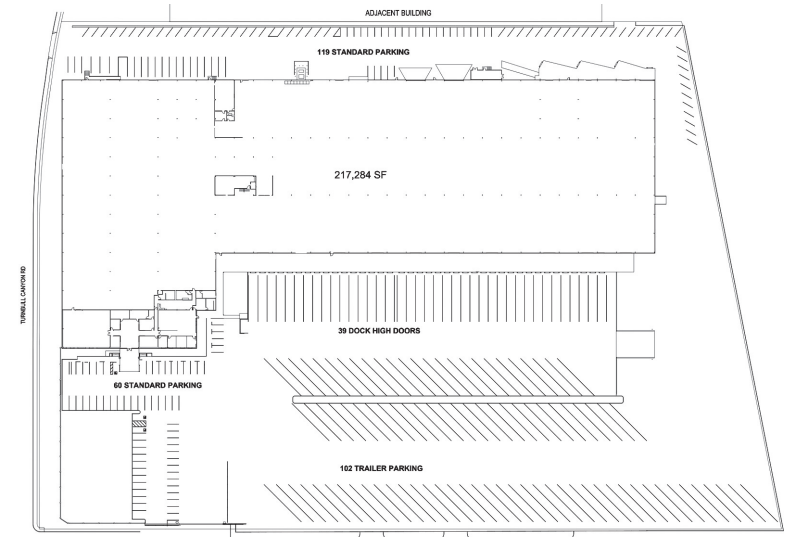 ADJACENT BUILDING
119 STANDARD PARKING
217,284 SF
TURNBULL CANYON RD
39 DOCK HIGH DOORS
60 STANDARD PARKING
102 TRAILER PARKING